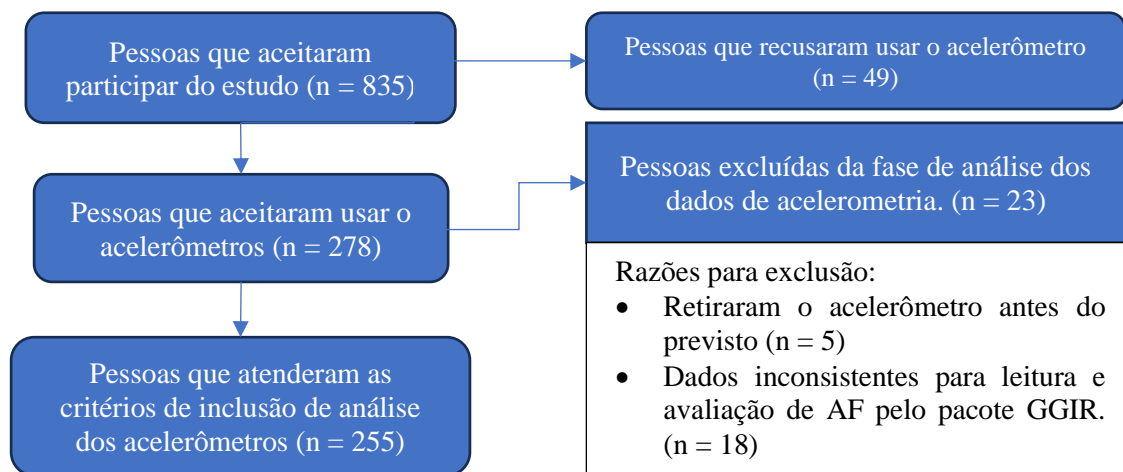 Pessoas que aceitaram
participar do estudo (n = 835)
Pessoas que recusaram usar o acelerômetro
(n = 49)
Pessoas que aceitaram usar o
acelerômetros (n = 278)
Pessoas excluídas da fase de análise dos
dados de acelerometria. (n = 23)
Razões para exclusão:
• Retiraram o acelerômetro antes do
previsto (n = 5)
• Dados inconsistentes para leitura e
avaliação de AF pelo pacote GGIR.
(n = 18)
Pessoas que atenderam as
critérios de inclusão de análise
dos acelerômetros (n = 255)